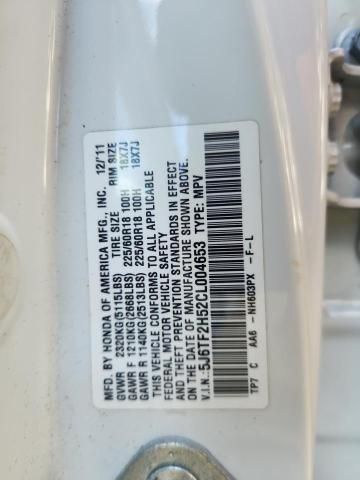 MFD. BY HONDA OF AMERICA MFG., INC. 12/'11
GVWR 2320KG(5115LBS) TIRE SIZE RIM SIZE
GAWR F 1210KG(2668LBS) 225/60R18 100H 18X7J
GAWR R 1140KG(2513LBS) 225/60R18 100H 18X7J
THIS VEHICLE CONFORMS TO ALL APPLICABLE
FEDERAL MOTOR VEHICLE SAFETY
PREVENTION STANDARDS IN EFFECT
ON THE DATE OF MANUFACTURE SHOWN ABOVE.
V.I.N.: 5J6TF2H52CL004653 TYPE: MPV
TP7 C AA6 - NH603PX - F - L